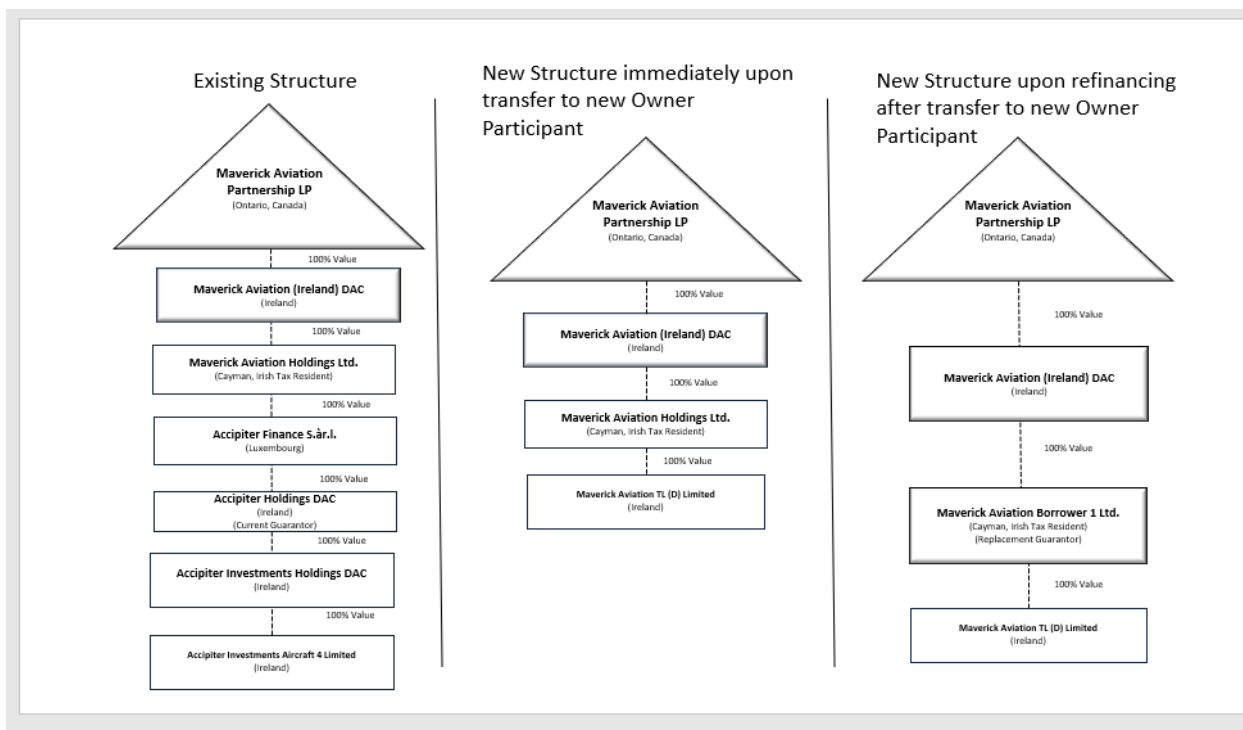 Existing Structure
Maverick Aviation
Partnership LP
(Ontario, Canada)
100% Value
Maverick Aviation (Ireland) DAC
(Ireland)
100% Value
Maverick Aviation Holdings Ltd.
(Cayman, Irish Tax Resident)
100% Value
Accipiter Finance S.àr.l.
(Luxembourg)
100% Value
Accipiter Holdings DAC
(Ireland)
(Current Guarantor)
100% Value
Accipiter Investments Holdings DAC
(Ireland)
100% Value
Accipiter Investments Aircraft 4 Limited
(Ireland)
New Structure immediately upon
transfer to new Owner
Participant
Maverick Aviation
Partnership LP
(Ontario, Canada)
100% Value
Maverick Aviation (Ireland) DAC
(Ireland)
100% Value
Maverick Aviation Holdings Ltd.
(Cayman, Irish Tax Resident)
100% Value
Maverick Aviation TL (D) Limited
(Ireland)
New Structure upon refinancing
after transfer to new Owner
Participant
Maverick Aviation
Partnership LP
(Ontario, Canada)
100% Value
Maverick Aviation (Ireland) DAC
(Ireland)
100% Value
Maverick Aviation Borrower 1 Ltd.
(Cayman, Irish Tax Resident)
(Replacement Guarantor)
100% Value
Maverick Aviation TL (D) Limited
(Ireland)